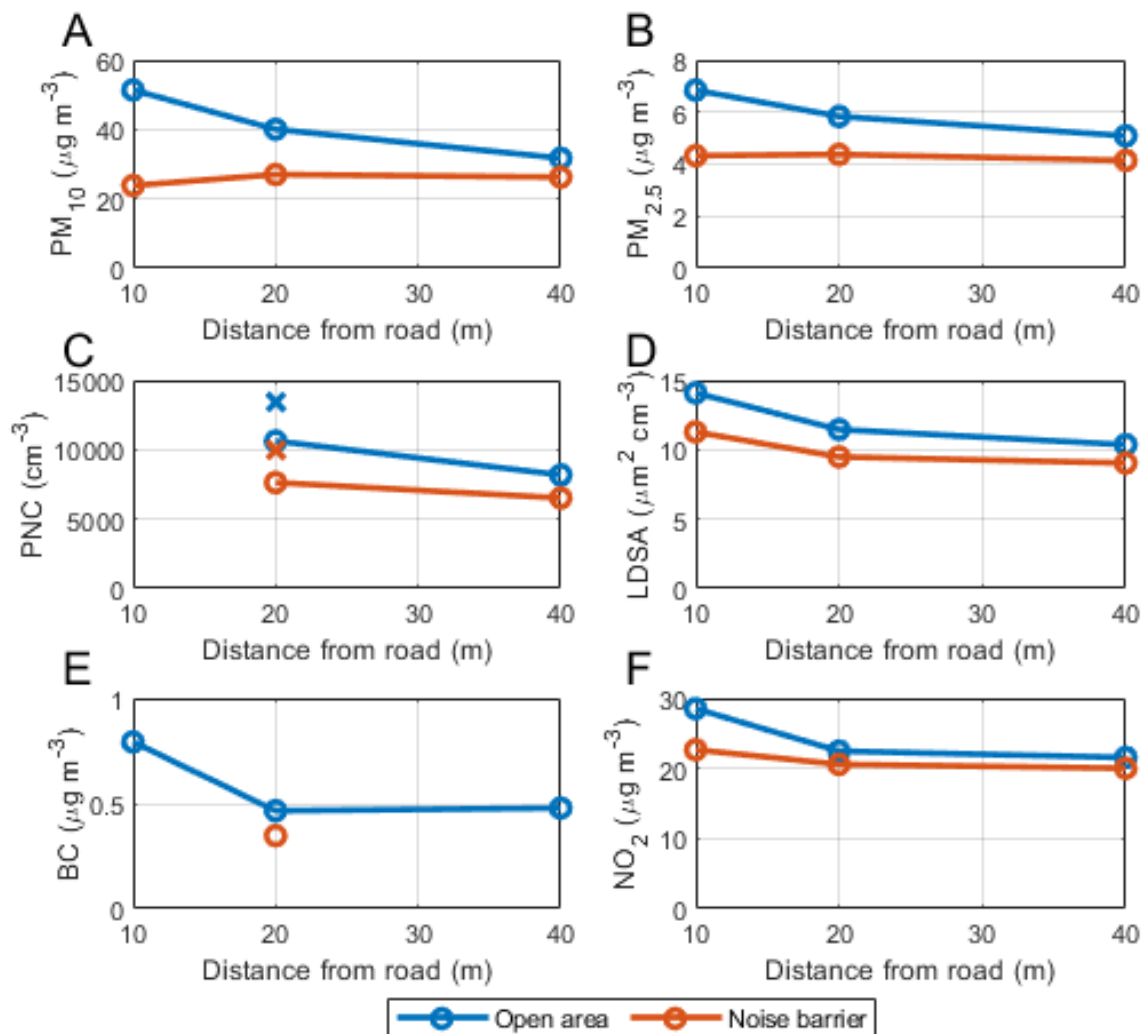 A
B
60
40
20
0
PM10 (μg m−3)
10
20
30
40
Distance from road (m)
8
6
4
2
0
PM2.5 (μg m−3)
10
20
30
40
Distance from road (m)
C
D
15000
10000
5000
0
PNC (cm−3)
10
20
30
40
Distance from road (m)
15
10
5
0
LDSA (μm2 cm−3)
10
20
30
40
Distance from road (m)
E
F
1
0.5
0
BC (μg m−3)
10
20
30
40
Distance from road (m)
30
20
10
0
NO2 (μg m−3)
10
20
30
40
Distance from road (m)
Open area
Noise barrier